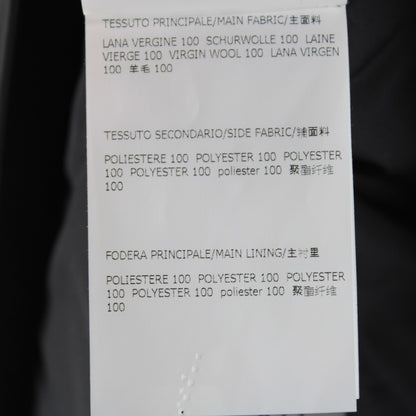 TESSUTO PRINCIPALE/MAIN FABRIC/主面料
LANA VERGINE 100 SCHURWOLLE 100 LAINE
VIERGE 100 VIRGIN WOOL 100 LANA VIRGEN
100 羊毛 100
TESSUTO SECONDARIO/SIDE FABRIC/辅面料
POLIESTERE 100 POLYESTER 100 POLYESTER
100 POLYESTER 100 poliester 100 聚酯纤维
100
FODERA PRINCIPALE/MAIN LINING/主衬里
POLIESTERE 100 POLYESTER 100 POLYESTER
100 POLYESTER 100 poliester 100 聚酯纤维
100